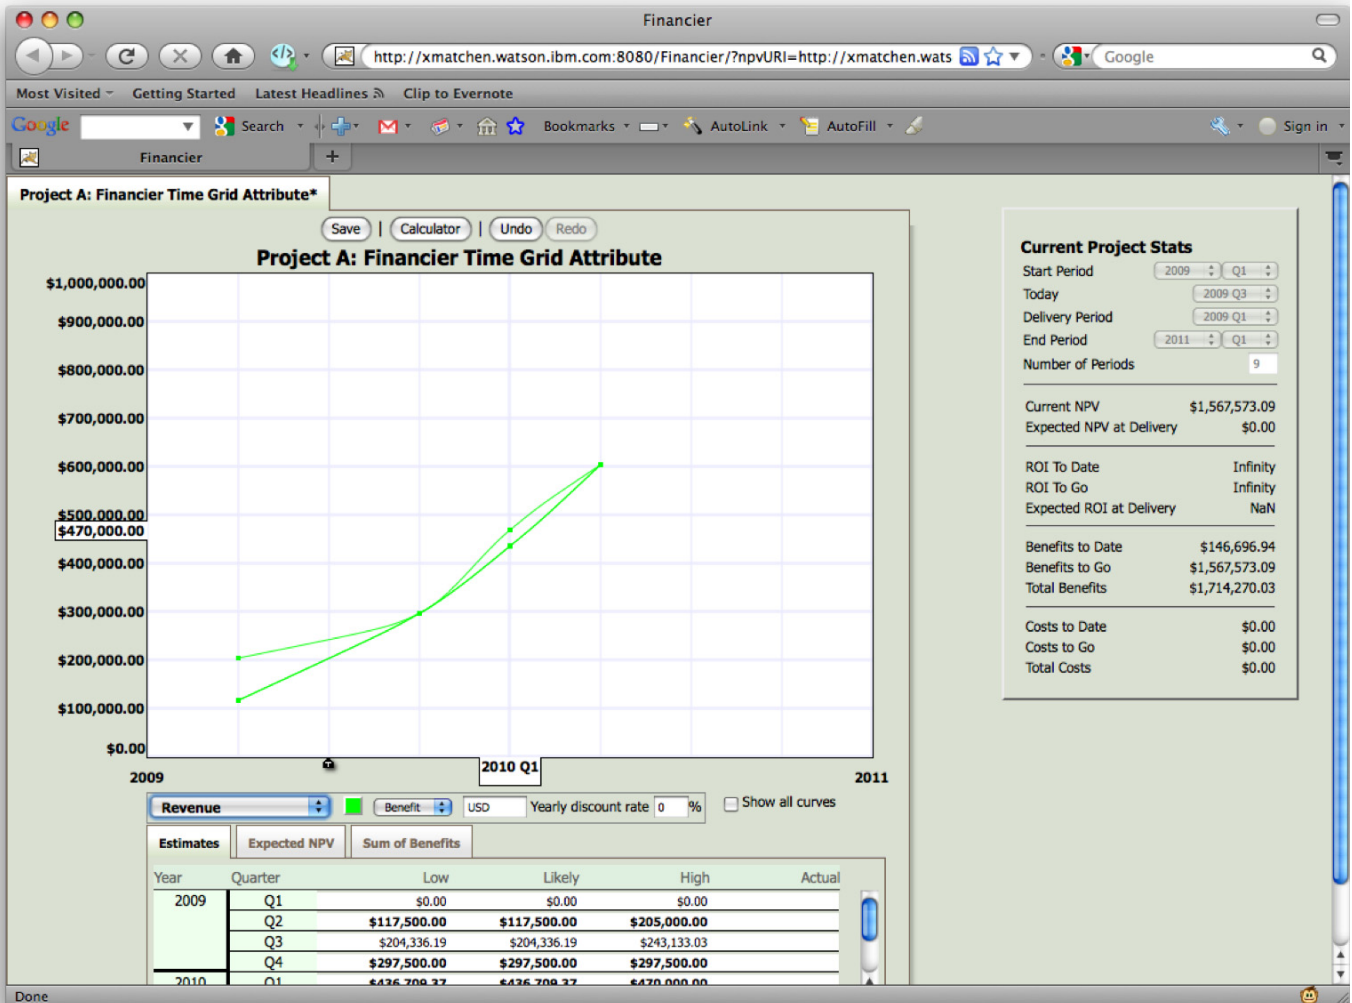 Financier
http://xmatchen.watson.ibm.com:8080/Financier/?npvURI=http://xmatchen.wats Google
Most Visited Getting Started Latest Headlines Clip to Evernote
Google Search Bookmarks AutoLink AutoFill Sign in
Financier +
Project A: Financier Time Grid Attribute*
Save | Calculator | Undo Redo
Project A: Financier Time Grid Attribute
$1,000,000.00
$900,000.00
$800,000.00
$700,000.00
$600,000.00
$500,000.00
$470,000.00
$400,000.00
$300,000.00
$200,000.00
$100,000.00
$0.00
2009 2010 Q1 2011
Revenue Benefit USD Yearly discount rate 0 % Show all curves
Estimates Expected NPV Sum of Benefits
Year Quarter Low Likely High Actual
2009 Q1 $0.00 $0.00 $0.00
Q2 $117,500.00 $117,500.00 $205,000.00
Q3 $204,336.19 $204,336.19 $243,133.03
Q4 $297,500.00 $297,500.00 $297,500.00
2010 Q1 $436,709.37 $436,709.37 $470,000.00
Current Project Stats
Start Period 2009 Q1
Today 2009 Q3
Delivery Period 2009 Q1
End Period 2011 Q1
Number of Periods 9
Current NPV $1,567,573.09
Expected NPV at Delivery $0.00
ROI To Date Infinity
ROI To Go Infinity
Expected ROI at Delivery NaN
Benefits to Date $146,696.94
Benefits to Go $1,567,573.09
Total Benefits $1,714,270.03
Costs to Date $0.00
Costs to Go $0.00
Total Costs $0.00
Done